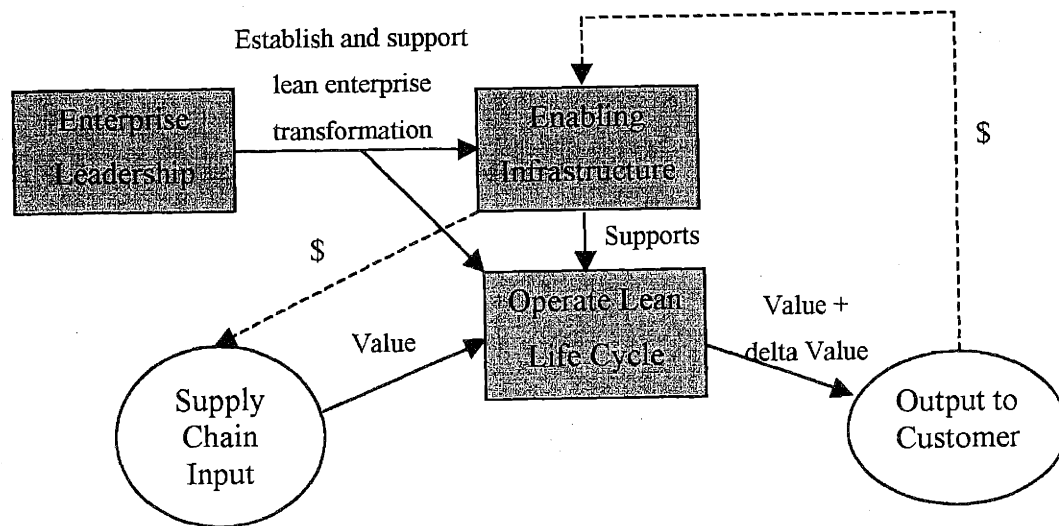 Establish and support
lean enterprise
transformation
Enterprise
Leadership
Enabling
Infrastructure
$
$
Supports
Operate Lean
Life Cycle
Value
Value +
delta Value
Supply
Chain
Input
Output to
Customer